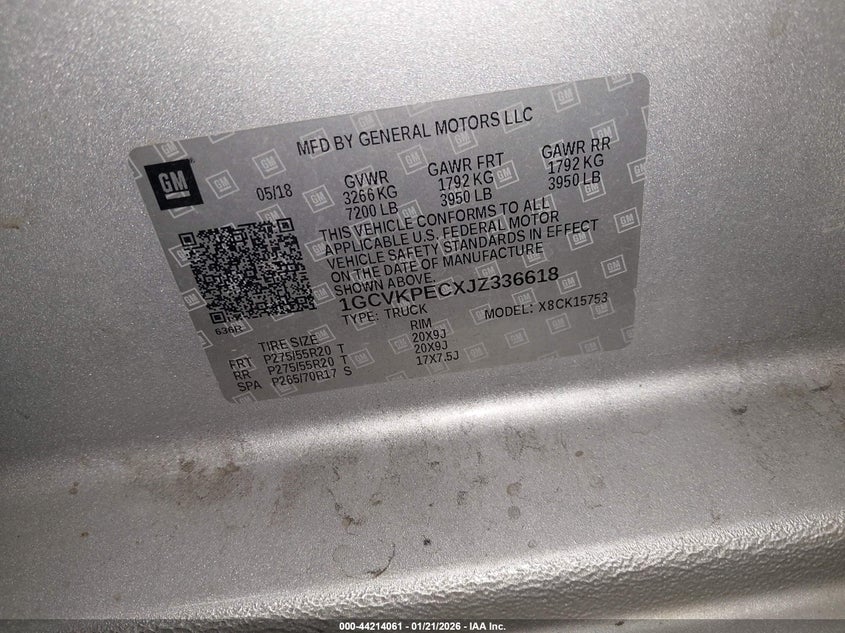 MFD BY GENERAL MOTORS LLC
GM
05/18
GVWR GAWR FRT GAWR RR
3266 KG 1792 KG 1792 KG
7200 LB 3950 LB 3950 LB
THIS VEHICLE CONFORMS TO ALL
APPLICABLE U.S. FEDERAL MOTOR
VEHICLE SAFETY STANDARDS IN EFFECT
ON THE DATE OF MANUFACTURE
SHOWN ABOVE.
1GCVKPECXJZ336618
TYPE: TRUCK MODEL: X8CK15753
636R
TIRE SIZE RIM
FRT P275/55R20 T 20X9J
RR P275/55R20 T 20X9J
SPA P265/70R17 S 17X7.5J
000-44214061 - 01/21/2026 - IAA Inc.